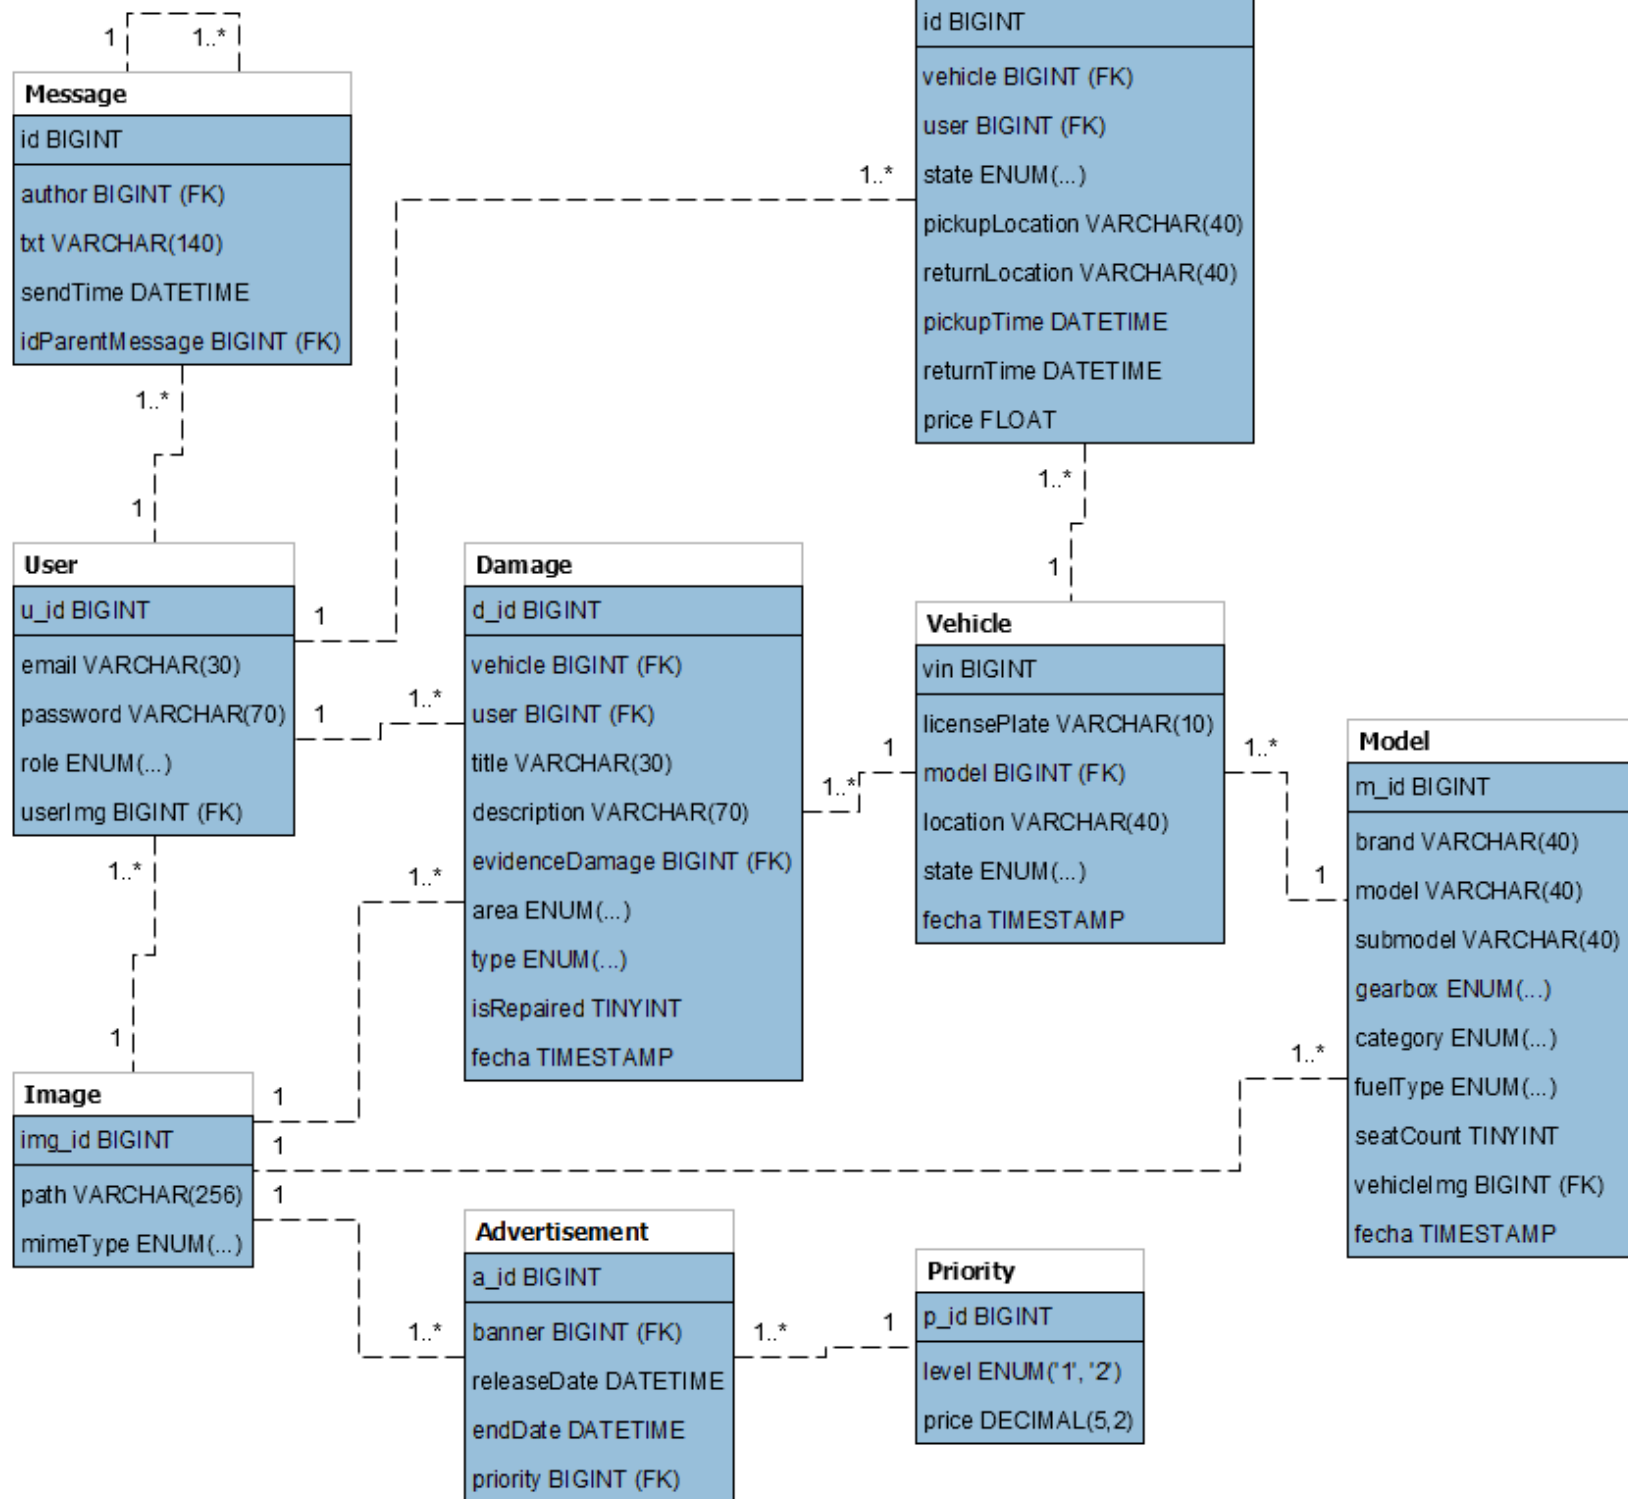 1
1..*
Message
id BIGINT
author BIGINT (FK)
txt VARCHAR(140)
sendTime DATETIME
idParentMessage BIGINT (FK)
1..*
1
id BIGINT
vehicle BIGINT (FK)
user BIGINT (FK)
state ENUM(...)
pickupLocation VARCHAR(40)
returnLocation VARCHAR(40)
pickupTime DATETIME
returnTime DATETIME
price FLOAT
1..*
1..*
1
User
u_id BIGINT
email VARCHAR(30)
password VARCHAR(70)
role ENUM(...)
userImg BIGINT (FK)
1
1
1..*
1..*
1
Damage
d_id BIGINT
vehicle BIGINT (FK)
user BIGINT (FK)
title VARCHAR(30)
description VARCHAR(70)
evidenceDamage BIGINT (FK)
area ENUM(...)
type ENUM(...)
isRepaired TINYINT
fecha TIMESTAMP
1..*
1..*
1
Vehicle
vin BIGINT
licensePlate VARCHAR(10)
model BIGINT (FK)
location VARCHAR(40)
state ENUM(...)
fecha TIMESTAMP
1..*
1
Model
m_id BIGINT
brand VARCHAR(40)
model VARCHAR(40)
submodel VARCHAR(40)
gearbox ENUM(...)
category ENUM(...)
fuelType ENUM(...)
seatCount TINYINT
vehicleImg BIGINT (FK)
fecha TIMESTAMP
1..*
Image
img_id BIGINT
path VARCHAR(256)
mimeType ENUM(...)
1
1
1
1..*
Advertisement
a_id BIGINT
banner BIGINT (FK)
releaseDate DATETIME
endDate DATETIME
priority BIGINT (FK)
1..*
1
Priority
p_id BIGINT
level ENUM('1', '2')
price DECIMAL(5,2)